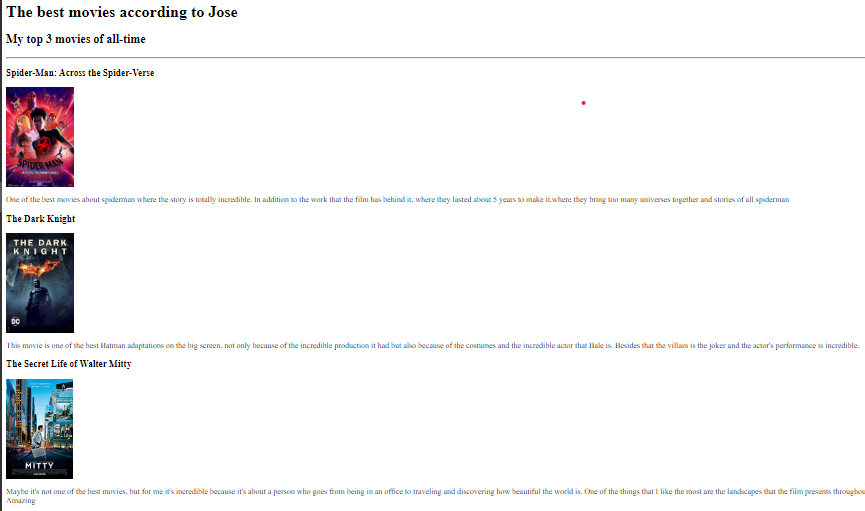 The best movies according to Jose
My top 3 movies of all-time
Spider-Man: Across the Spider-Verse
SPIDER-MAN
One of the best movies about spiderman where the story is totally incredible. In addition to the work that the film has behind it, where they lasted about 5 years to make it.where they bring too many universes together and stories of all spiderman
The Dark Knight
THE DARK
KNIGHT
DC
This movie is one of the best Batman adaptations on the big screen, not only because of the incredible production it had but also because of the costumes and the incredible actor that Bale is. Besides that the villain is the joker and the actor's performance is incredible.
The Secret Life of Walter Mitty
MITTY
Maybe it's not one of the best movies, but for me it's incredible because it's about a person who goes from being in an office to traveling and discovering how beautiful the world is. One of the things that I like the most are the landscapes that the film presents throughou
Amazing